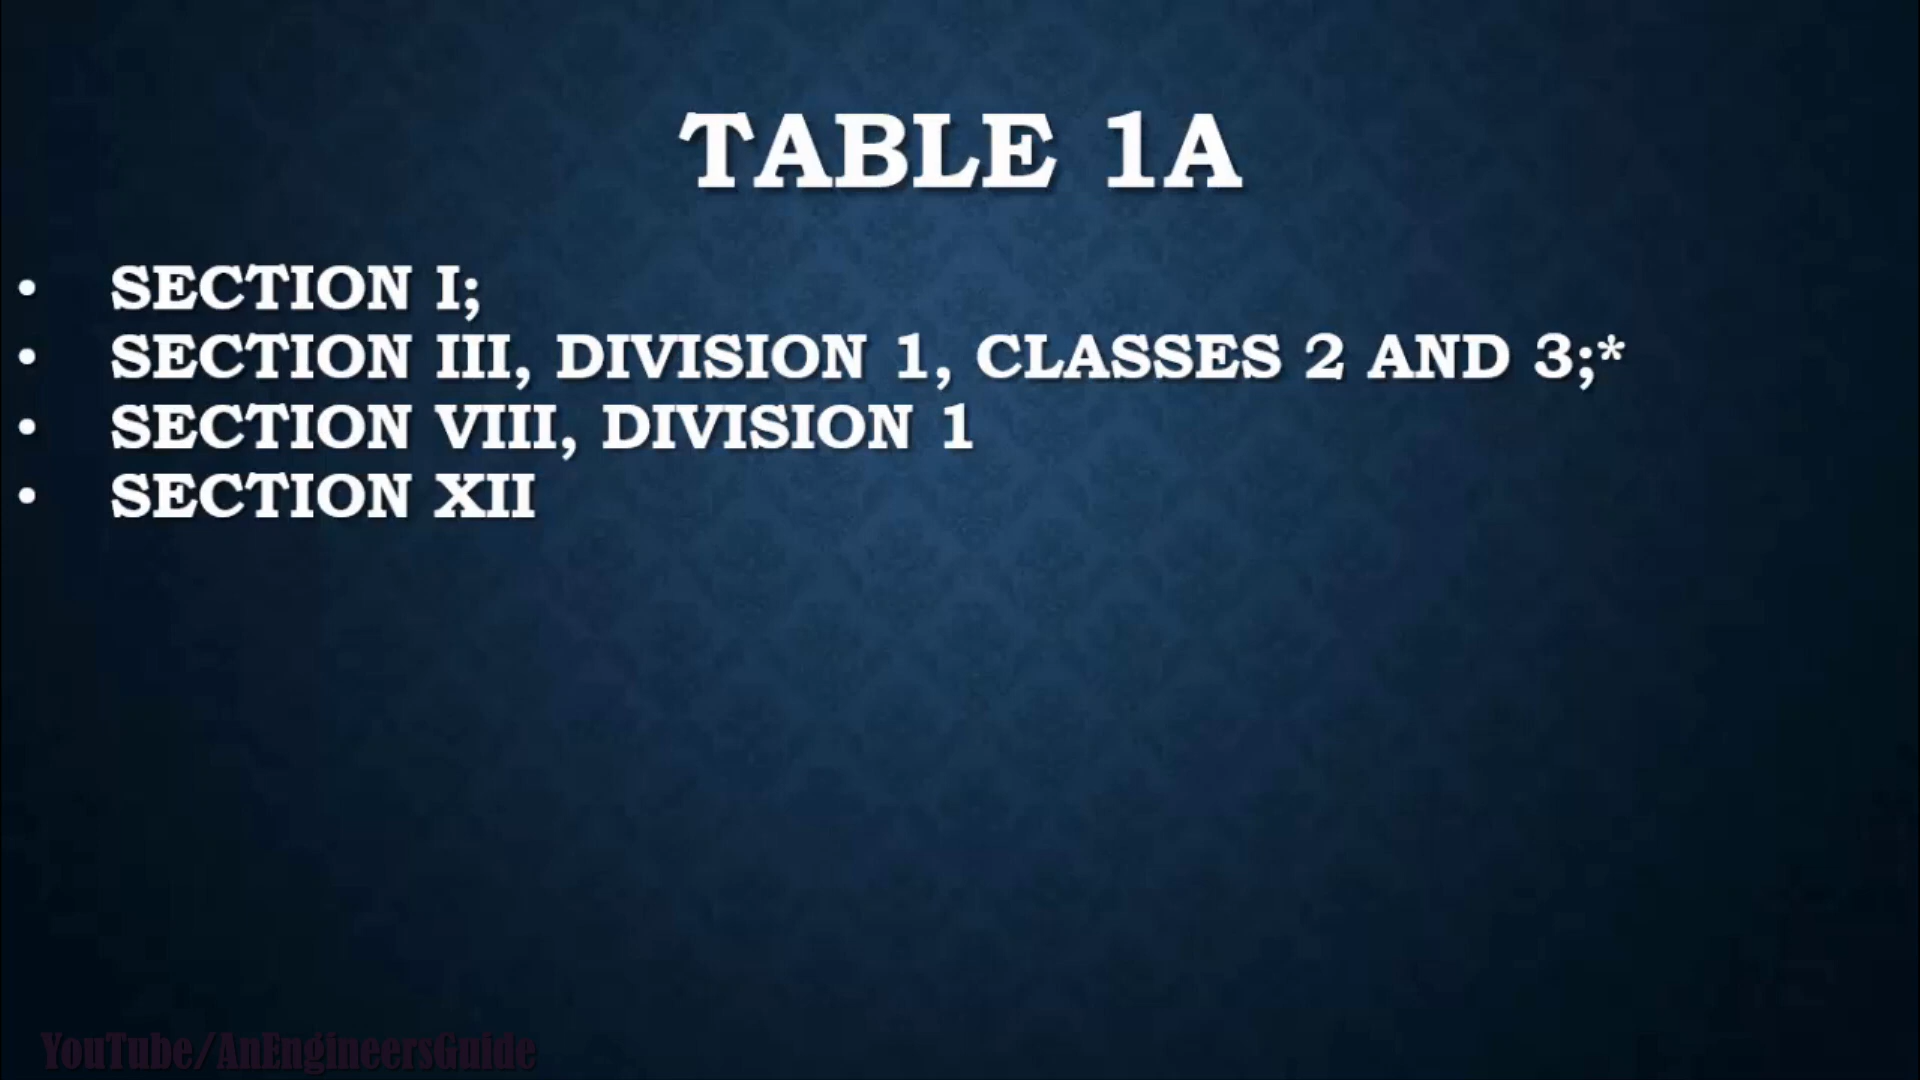 TABLE 1A
• SECTION I;
• SECTION III, DIVISION 1, CLASSES 2 AND 3;*
• SECTION VIII, DIVISION 1
• SECTION XII
YouTube/AnEngineersGuide